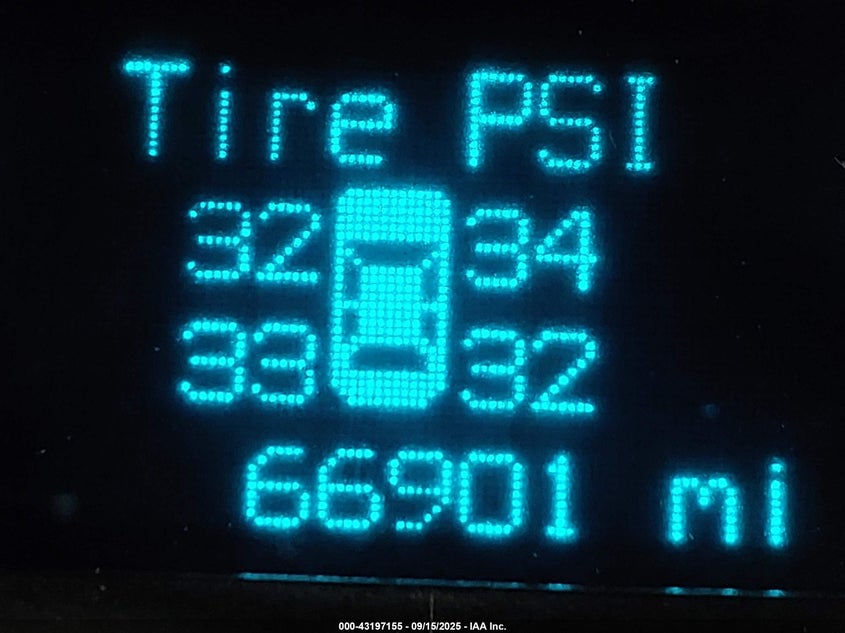 Tire PSI
32 34
33 32
66901 mi
000-43197155 - 09/15/2025 - IAA Inc.